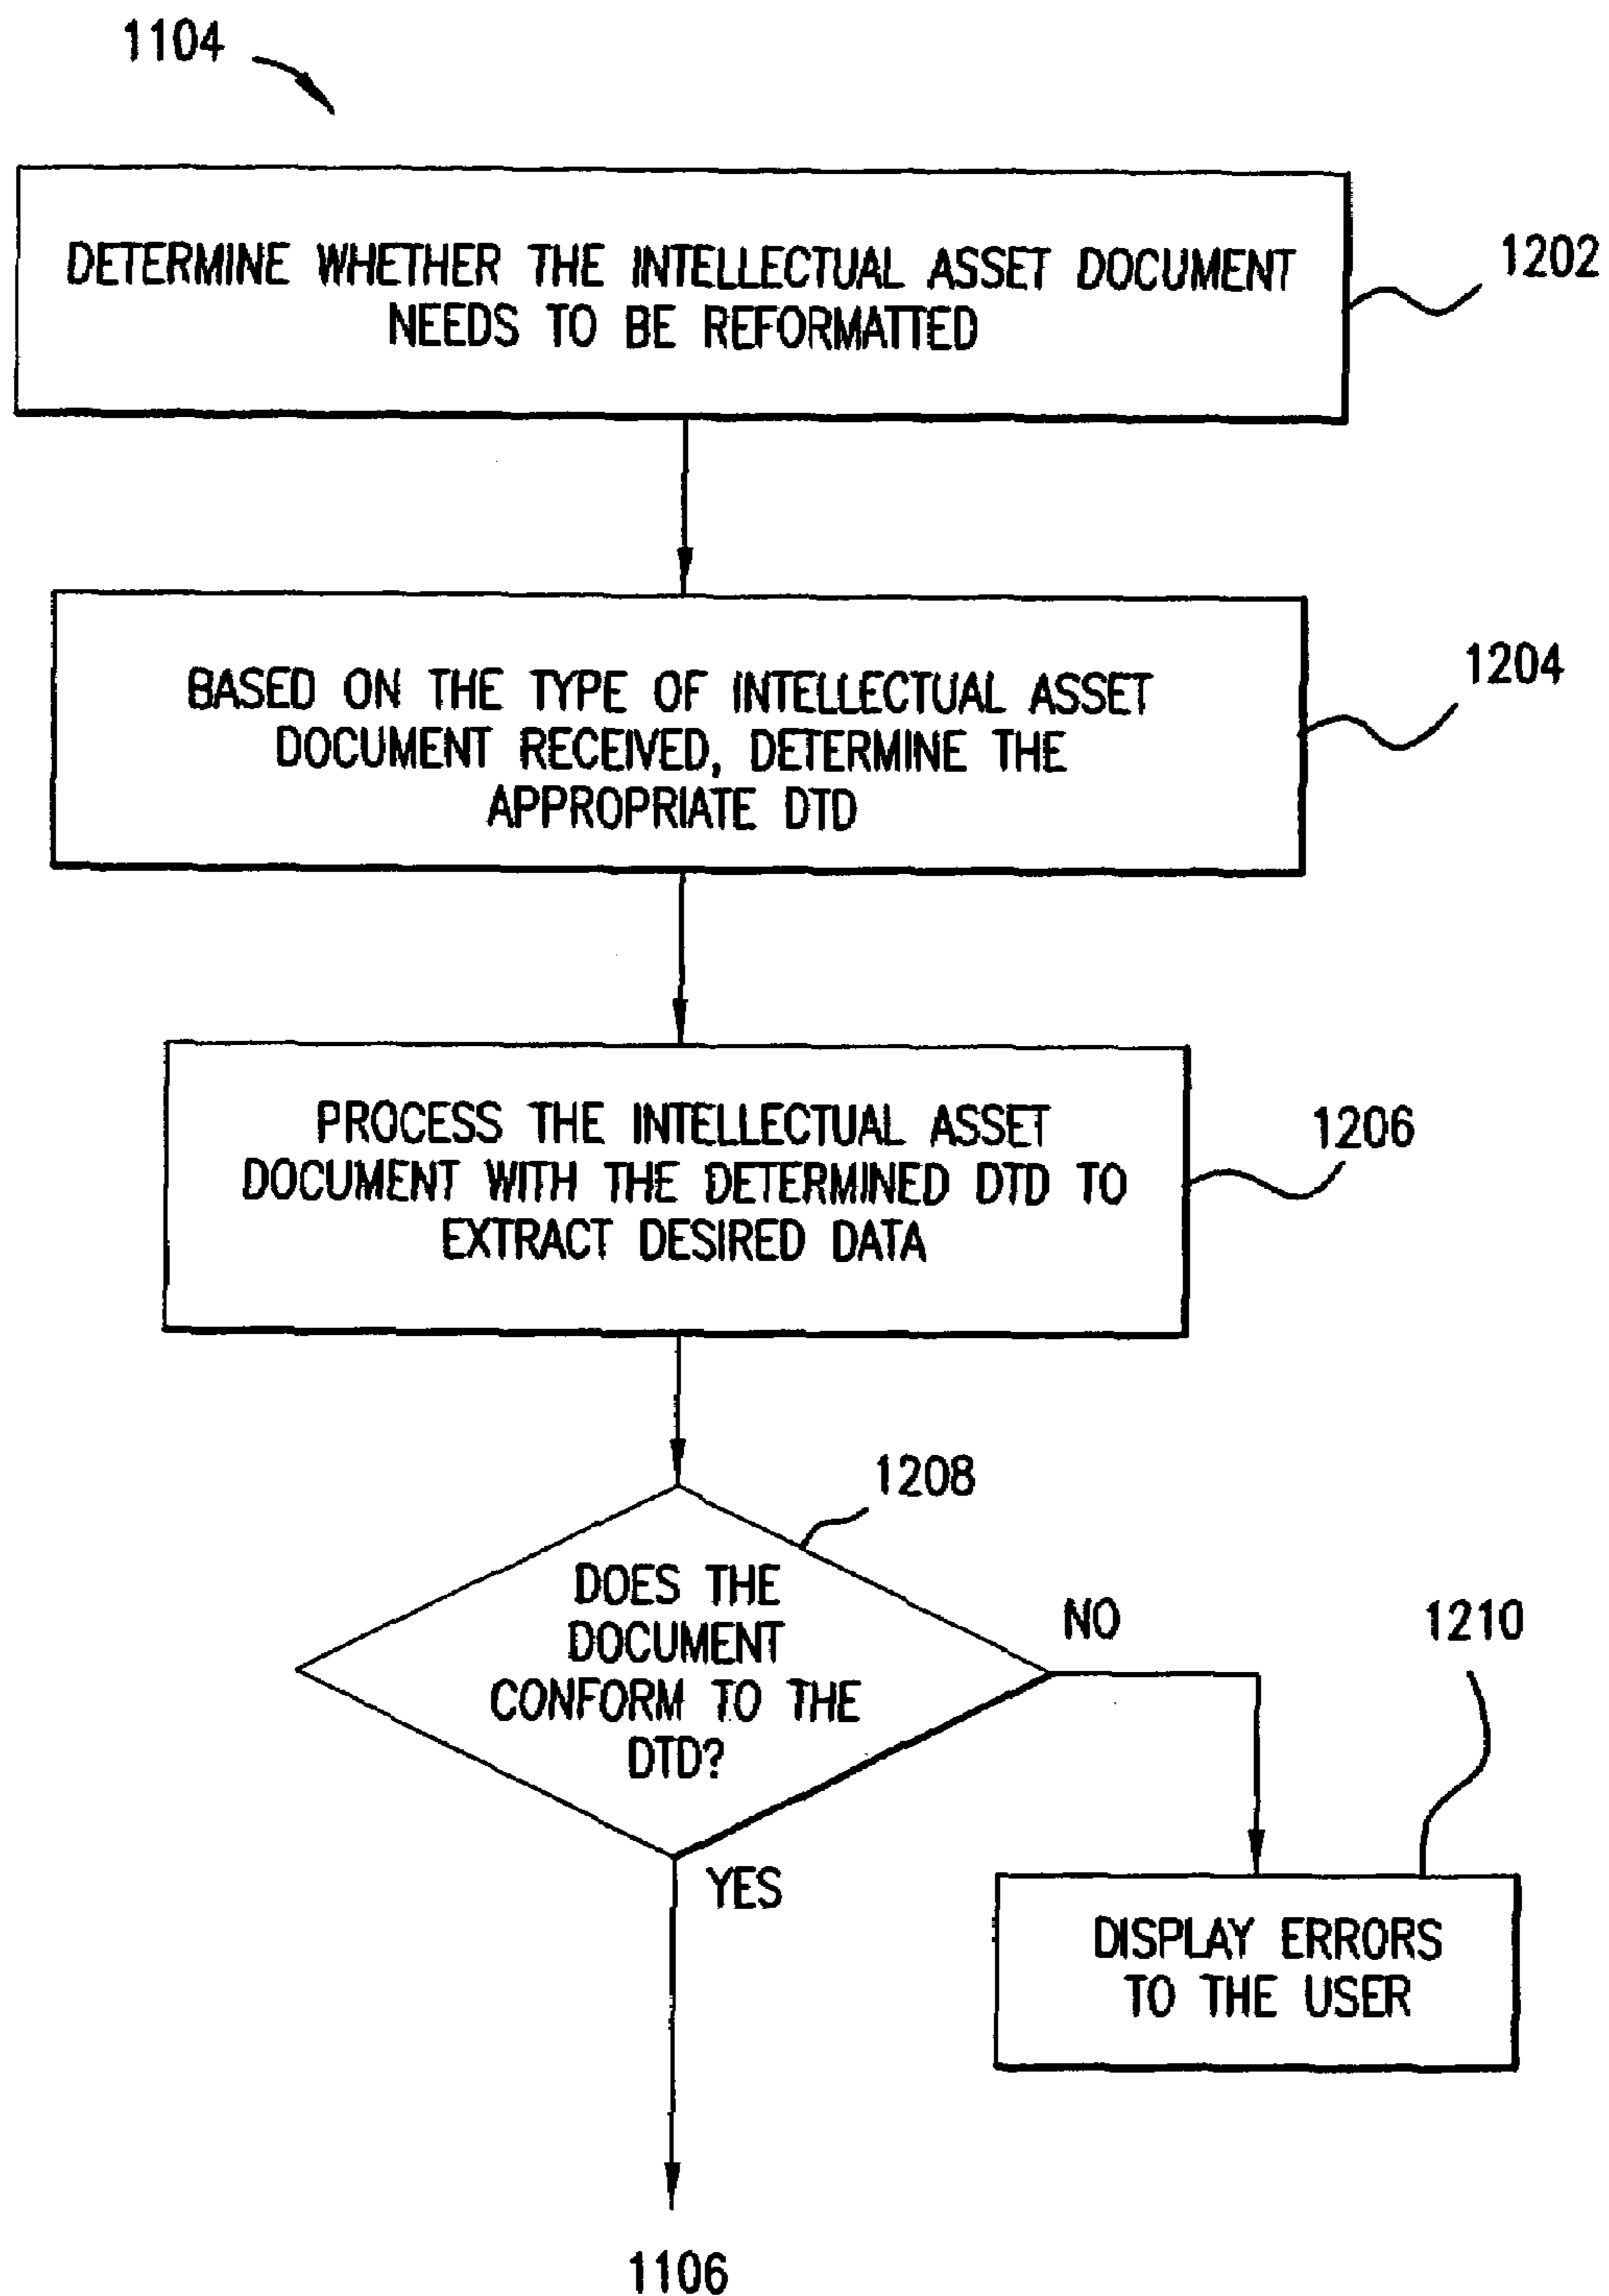 1104
DETERMINE WHETHER THE INTELLECTUAL ASSET DOCUMENT
NEEDS TO BE REFORMATTED
1202
BASED ON THE TYPE OF INTELLECTUAL ASSET
DOCUMENT RECEIVED, DETERMINE THE
APPROPRIATE DTD
1204
PROCESS THE INTELLECTUAL ASSET
DOCUMENT WITH THE DETERMINED DTD TO
EXTRACT DESIRED DATA
1206
1208
DOES THE
DOCUMENT
CONFORM TO THE
DTD?
NO
1210
YES
DISPLAY ERRORS
TO THE USER
1106